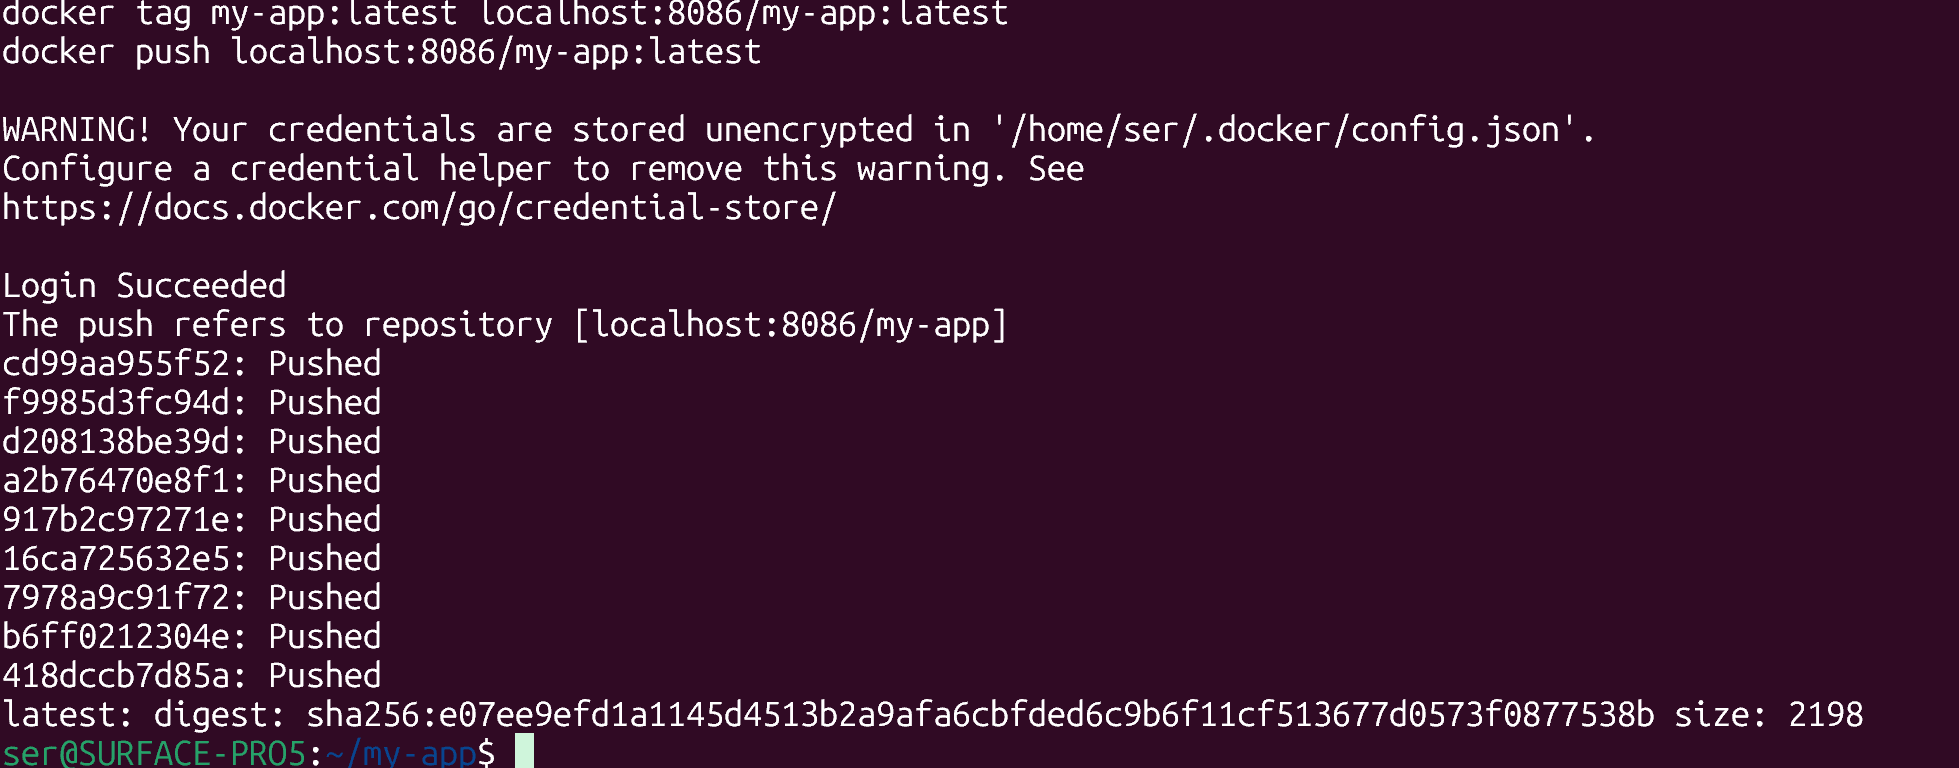 docker tag my-app:latest localhost:8086/my-app:latest
docker push localhost:8086/my-app:latest
WARNING! Your credentials are stored unencrypted in '/home/ser/.docker/config.json'.
Configure a credential helper to remove this warning. See
https://docs.docker.com/go/credential-store/
Login Succeeded
The push refers to repository [localhost:8086/my-app]
cd99aa955f52: Pushed
f9985d3fc94d: Pushed
d208138be39d: Pushed
a2b76470e8f1: Pushed
917b2c97271e: Pushed
16ca725632e5: Pushed
7978a9c91f72: Pushed
b6ff0212304e: Pushed
418dccb7d85a: Pushed
latest: digest: sha256:e07ee9efd1a1145d4513b2a9afa6cbfded6c9b6f11cf513677d0573f0877538b size: 2198
ser@SURFACE-PRO5:~/my-app$